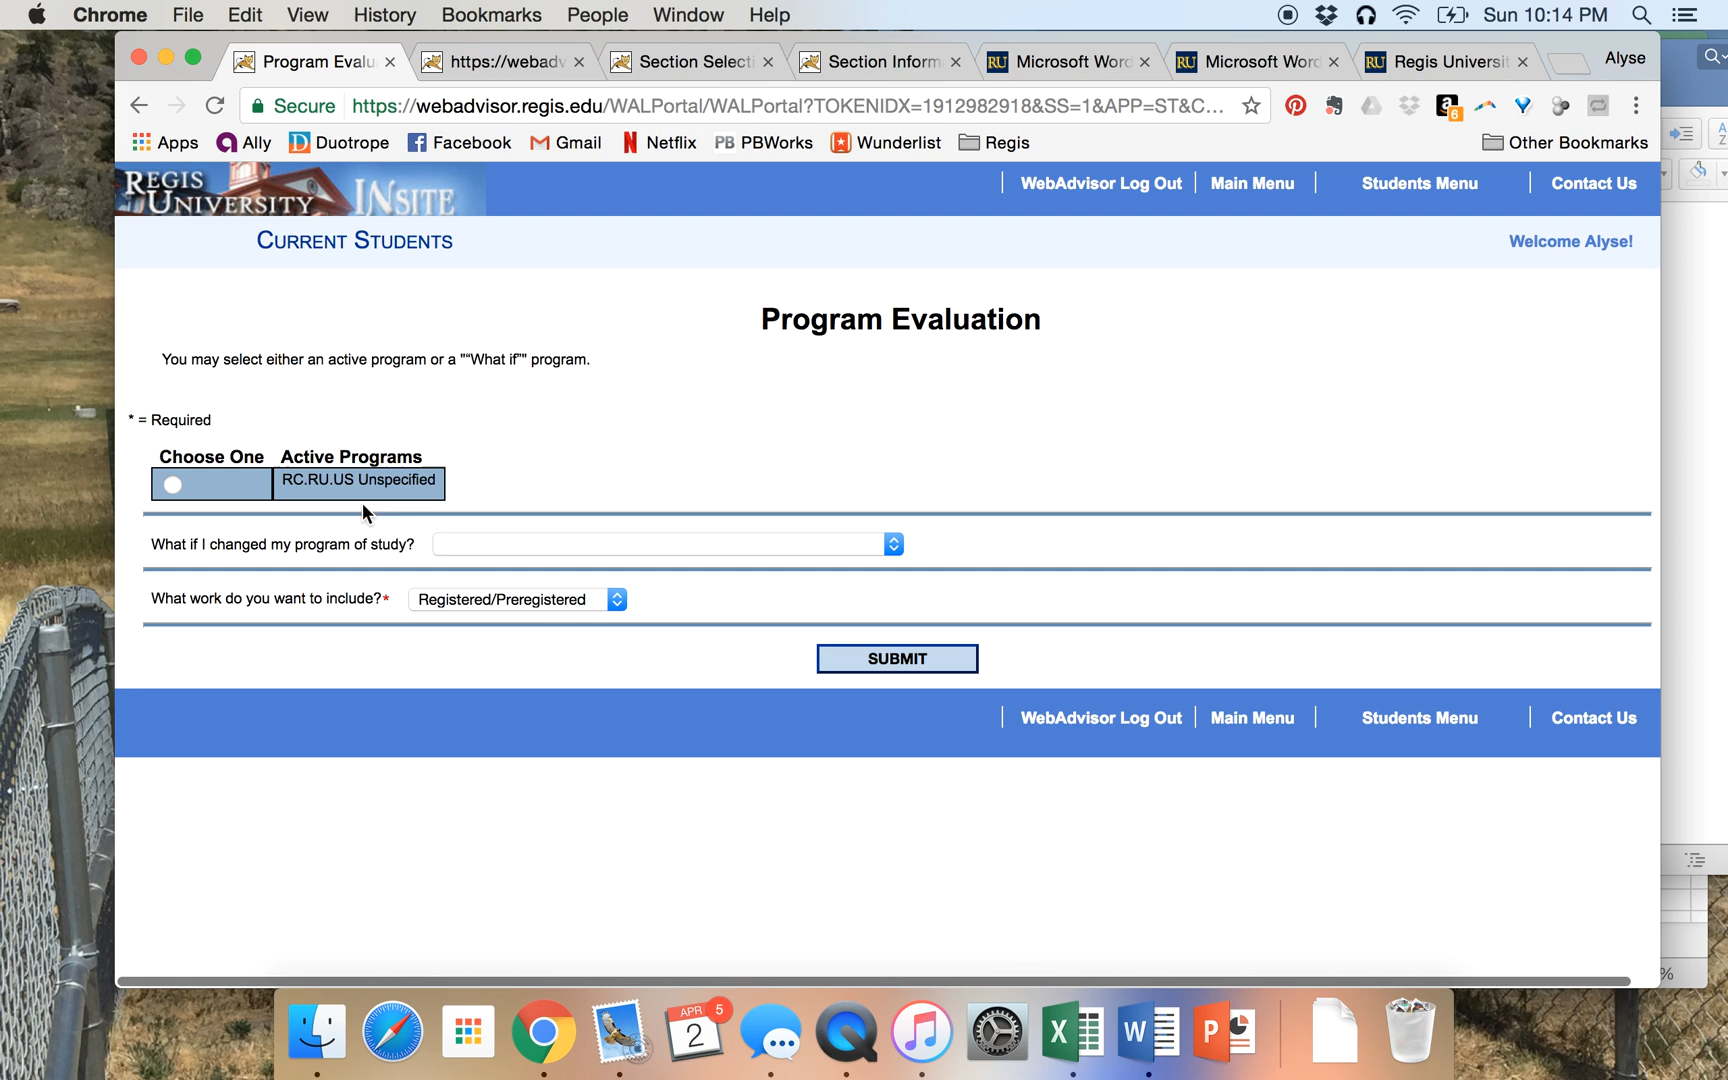 Chrome File Edit View History Bookmarks People Window Help Sun 10:14 PM
Program Evalu https://webadv Section Selecti Section Inform Microsoft Word Microsoft Word Regis Universit Alyse
Secure https://webadvisor.regis.edu/WALPortal/WALPortal?TOKENIDX=1912982918&SS=1&APP=ST&C... 6
Apps Ally Duotrope Facebook Gmail Netflix PB PBWorks Wunderlist Regis Other Bookmarks
REGIS UNIVERSITY INSITE
WebAdvisor Log Out Main Menu Students Menu Contact Us
CURRENT STUDENTS
Welcome Alyse!
Program Evaluation
You may select either an active program or a ""What if"" program.
* = Required
Choose One Active Programs
RC.RU.US Unspecified
What if I changed my program of study?
What work do you want to include?* Registered/Preregistered
SUBMIT
WebAdvisor Log Out Main Menu Students Menu Contact Us
%
APR 2 5